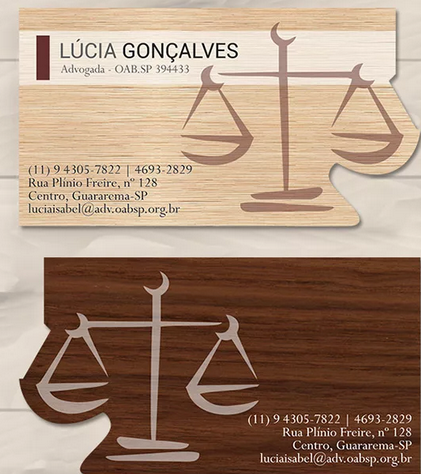 LÚCIA GONÇALVES
Advogada - OAB.SP 394433
(11) 9 4305-7822 | 4693-2829
Rua Plínio Freire, nº 128
Centro, Guararema-SP
luciaisabel@adv.oabsp.org.br
(11) 9 4305-7822 | 4693-2829
Rua Plínio Freire, nº 128
Centro, Guararema-SP
luciaisabel@adv.oabsp.org.br